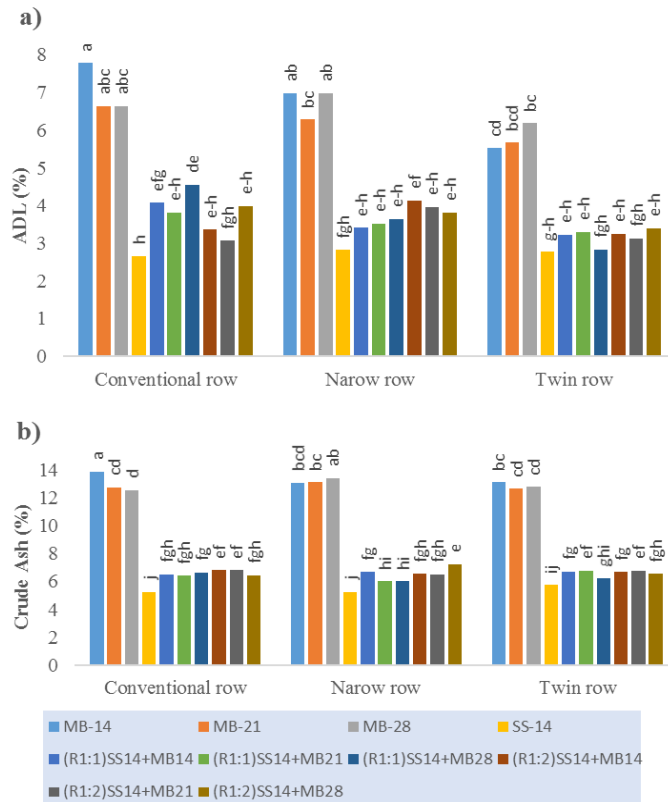 a)
8
7
6
5
4
3
2
1
0
ADL (%)
a abc abc h efg e-h de e-h fgh e-h
ab bc ab fgh e-h e-h e-h ef e-h e-h
cd bcd bc g-h e-h e-h fgh e-h fgh e-h
Conventional row Narow row Twin row
b)
14
12
10
8
6
4
2
0
Crude Ash (%)
a cd d j fgh fgh fg ef ef fgh
bcd bc ab j fg hi hi fgh fgh e
bc cd cd ij fg ef ghi fg ef fgh
Conventional row Narow row Twin row
MB-14 MB-21 MB-28 SS-14
(R1:1)SS14+MB14 (R1:1)SS14+MB21 (R1:1)SS14+MB28 (R1:2)SS14+MB14
(R1:2)SS14+MB21 (R1:2)SS14+MB28